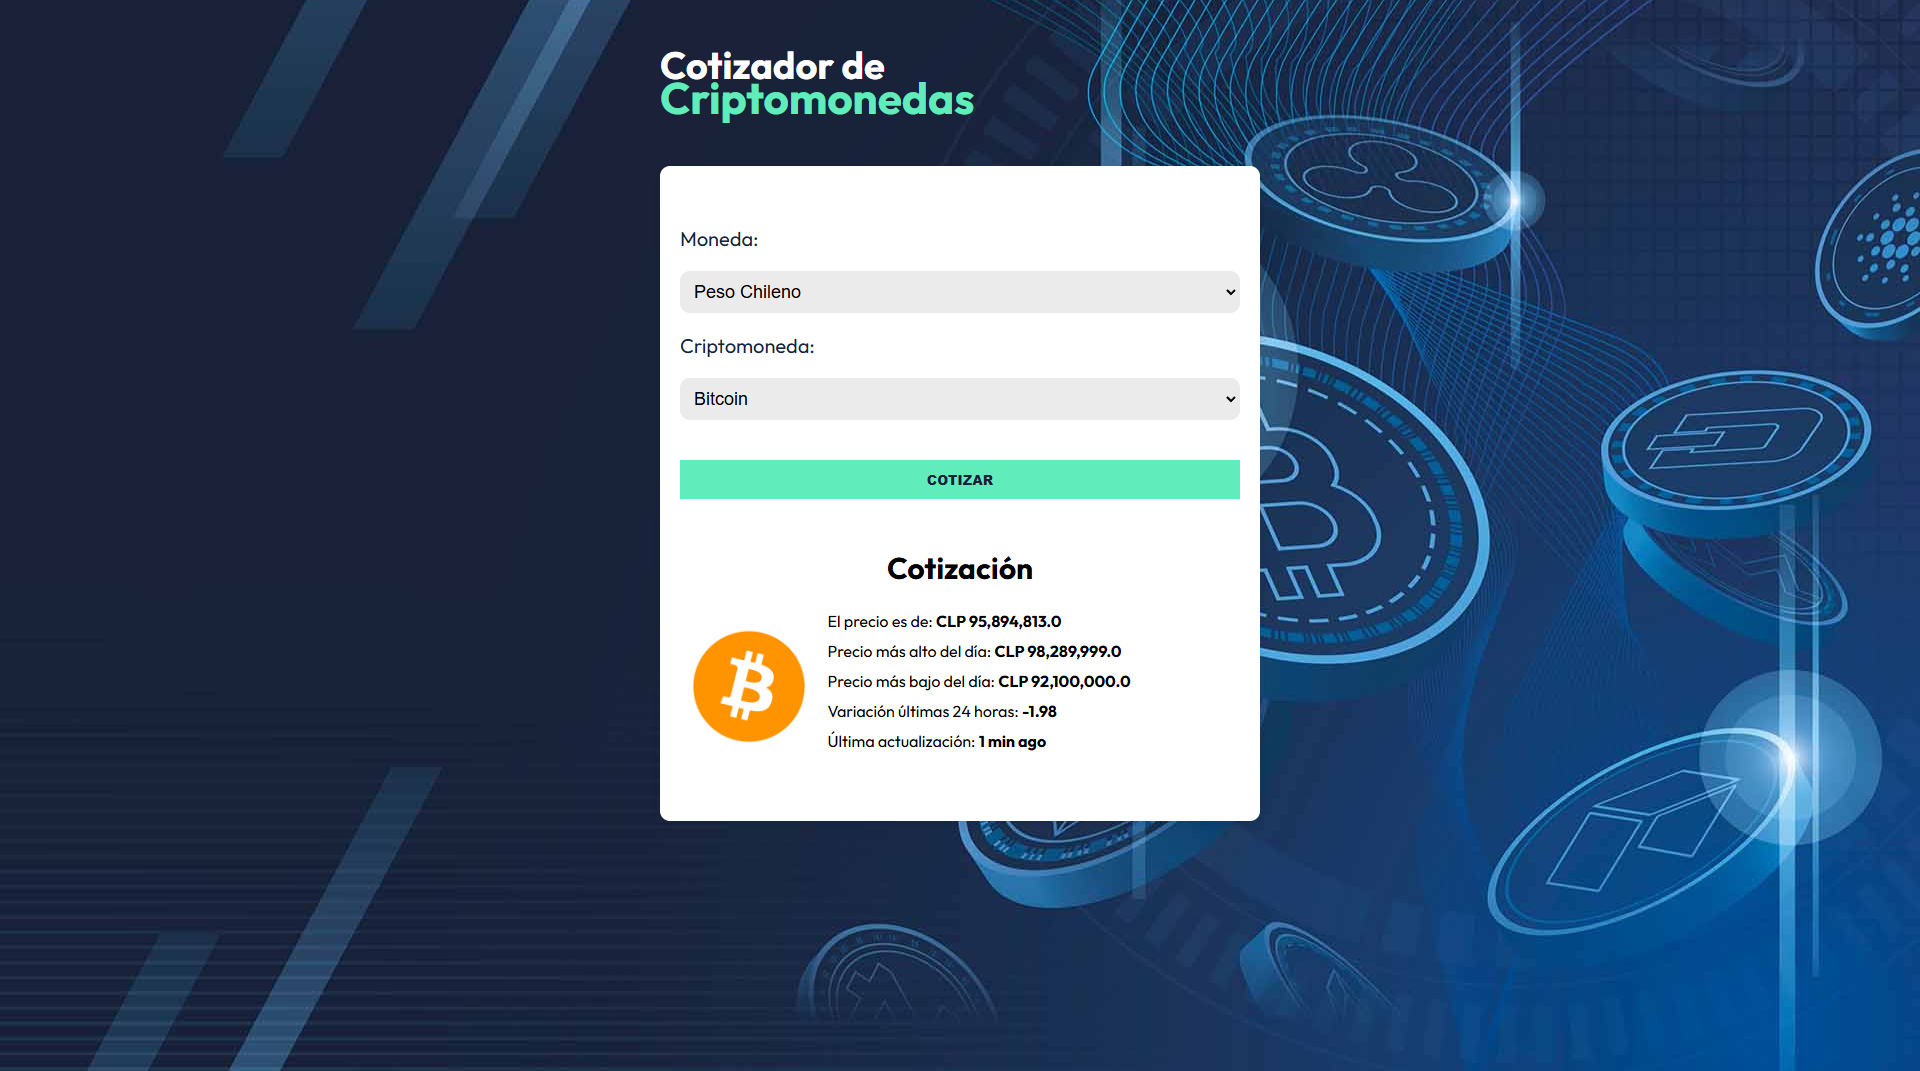 Cotizador de
Criptomonedas
Moneda:
Peso Chileno
Criptomoneda:
Bitcoin
COTIZAR
Cotización
El precio es de: CLP 95,894,813.0
Precio más alto del día: CLP 98,289,999.0
Precio más bajo del día: CLP 92,100,000.0
Variación últimas 24 horas: -1.98
Última actualización: 1 min ago